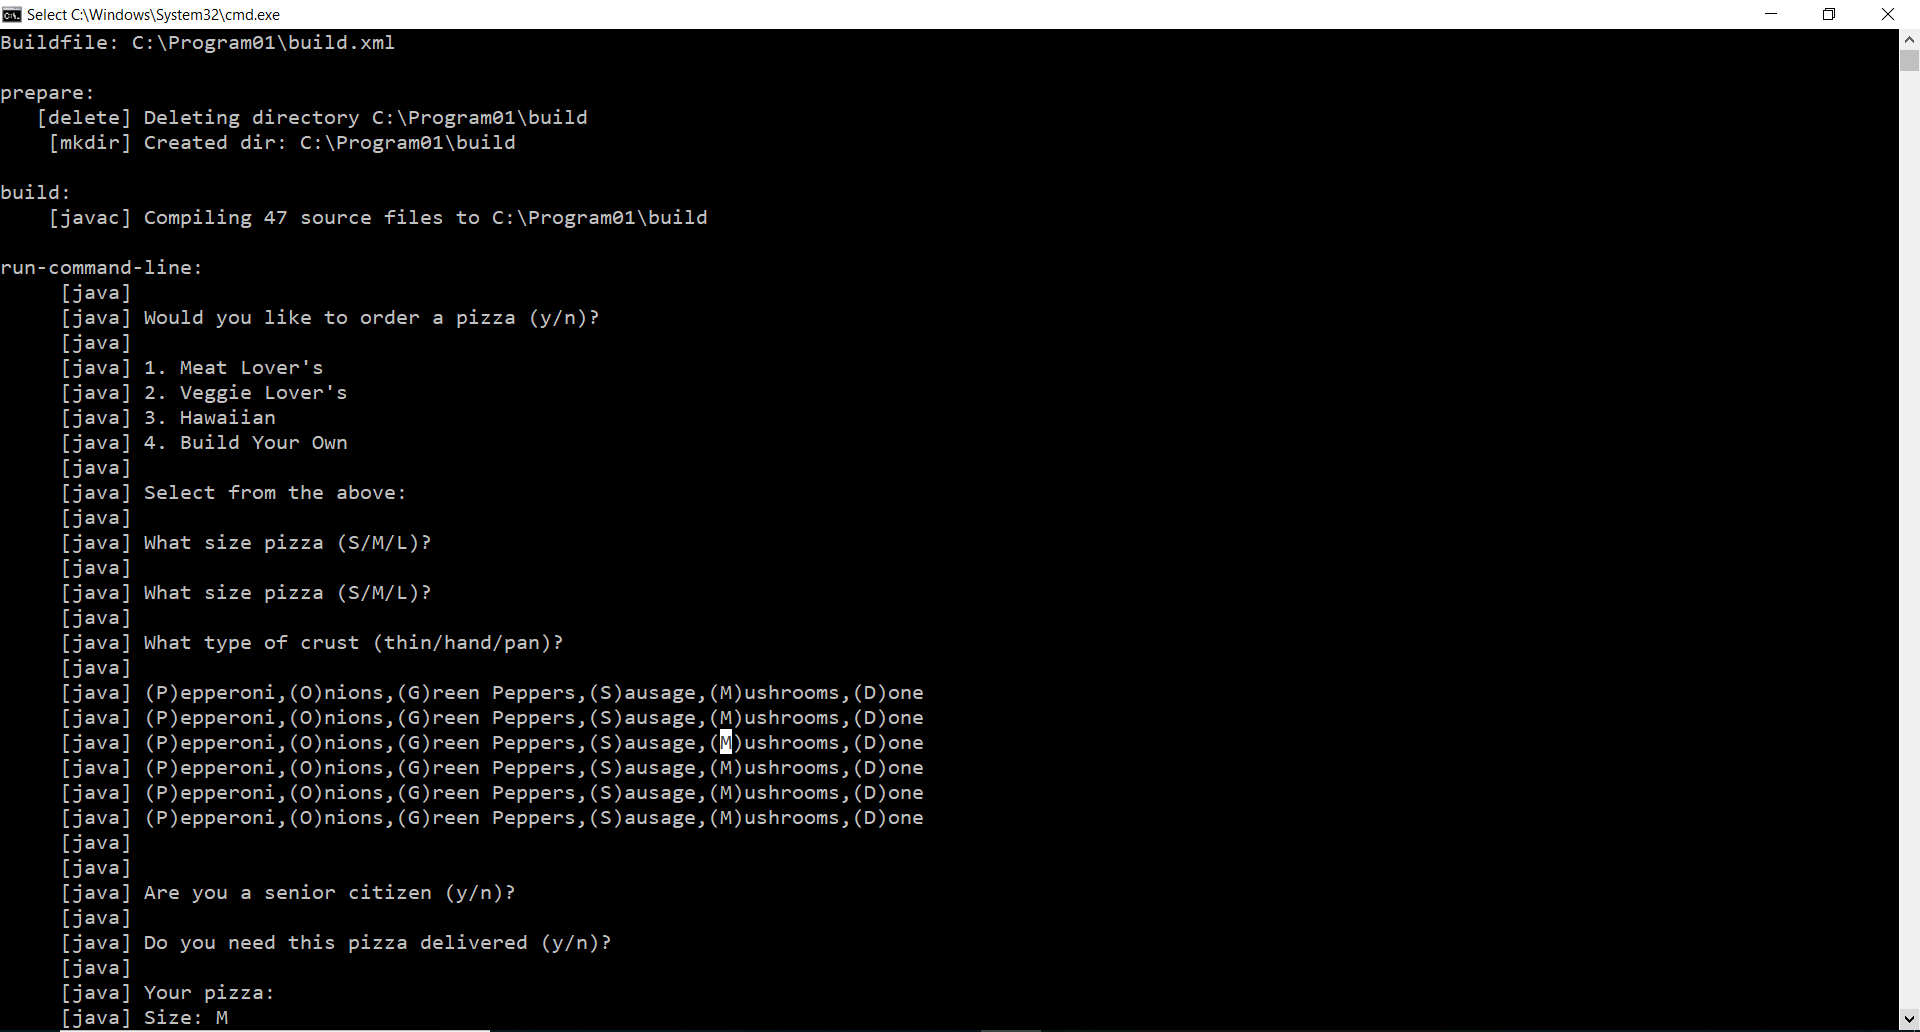 Select C:\Windows\System32\cmd.exe
Buildfile: C:\Program01\build.xml
prepare:
[delete] Deleting directory C:\Program01\build
[mkdir] Created dir: C:\Program01\build
build:
[javac] Compiling 47 source files to C:\Program01\build
run-command-line:
[java]
[java] Would you like to order a pizza (y/n)?
[java]
[java] 1. Meat Lover's
[java] 2. Veggie Lover's
[java] 3. Hawaiian
[java] 4. Build Your Own
[java]
[java] Select from the above:
[java]
[java] What size pizza (S/M/L)?
[java]
[java] What size pizza (S/M/L)?
[java]
[java] What type of crust (thin/hand/pan)?
[java]
[java] (P)epperoni,(O)nions,(G)reen Peppers,(S)ausage,(M)ushrooms,(D)one
[java] (P)epperoni,(O)nions,(G)reen Peppers,(S)ausage,(M)ushrooms,(D)one
[java] (P)epperoni,(O)nions,(G)reen Peppers,(S)ausage,(M)ushrooms,(D)one
[java] (P)epperoni,(O)nions,(G)reen Peppers,(S)ausage,(M)ushrooms,(D)one
[java] (P)epperoni,(O)nions,(G)reen Peppers,(S)ausage,(M)ushrooms,(D)one
[java] (P)epperoni,(O)nions,(G)reen Peppers,(S)ausage,(M)ushrooms,(D)one
[java]
[java]
[java] Are you a senior citizen (y/n)?
[java]
[java] Do you need this pizza delivered (y/n)?
[java]
[java] Your pizza:
[java] Size: M